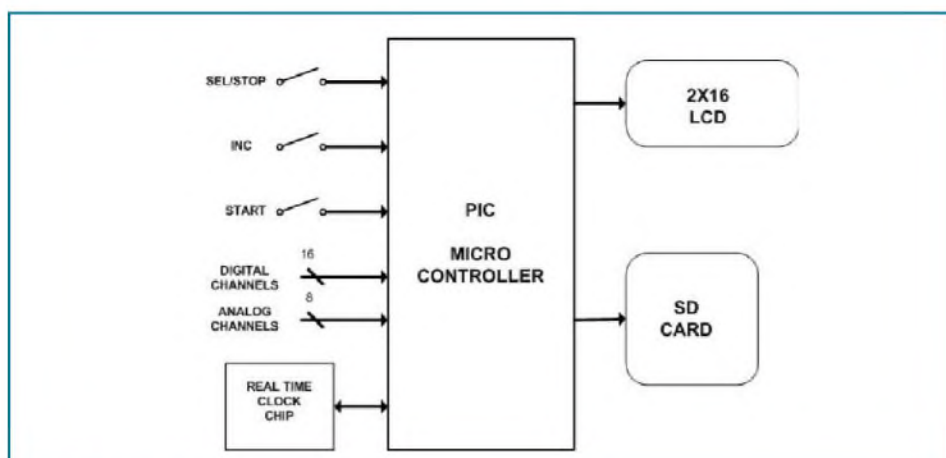 SEL/STOP
INC
START
16
DIGITAL
CHANNELS
8
ANALOG
CHANNELS
REAL TIME
CLOCK
CHIP
PIC
MICRO
CONTROLLER
2X16
LCD
SD
CARD